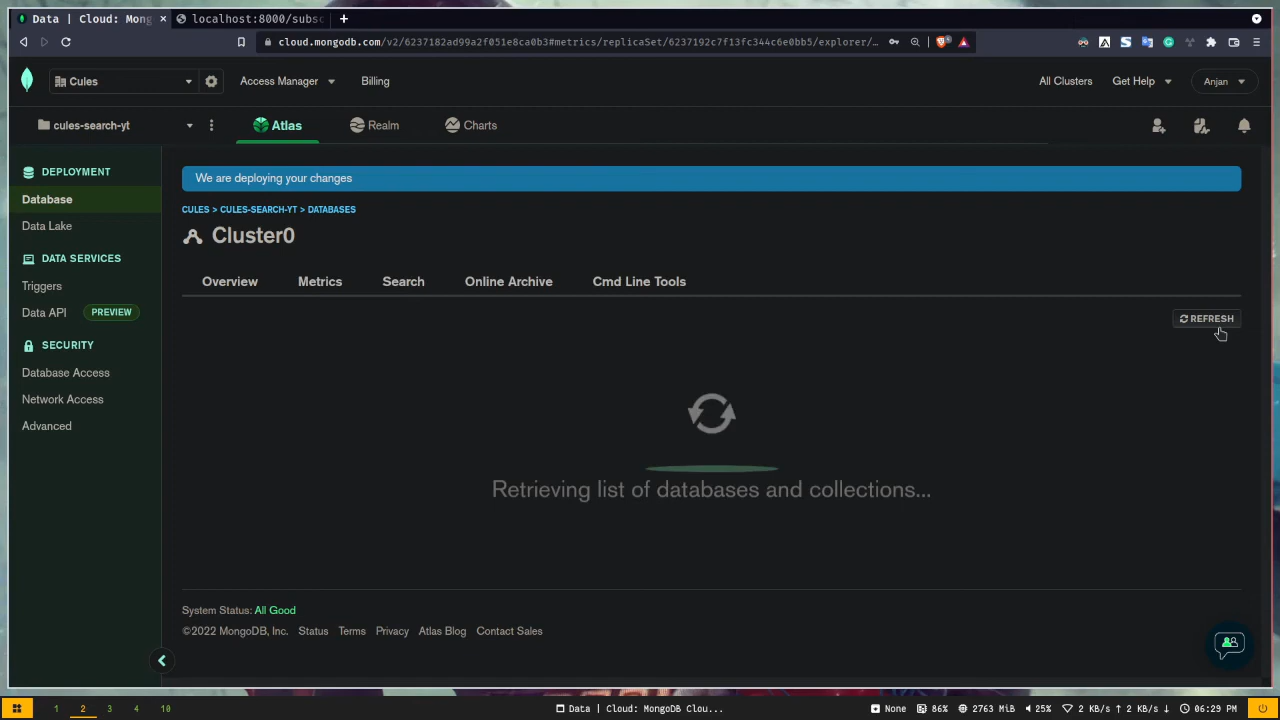 Data | Cloud: Mong
localhost:8000/subsc
cloud.mongodb.com/v2/6237182ad99a2f051e8ca0b3#metrics/replicaSet/6237192c7f13fc344c6e0bb5/explorer/…
Cules
Access Manager
Billing
All Clusters
Get Help
Anjan
cules-search-yt
Atlas
Realm
Charts
DEPLOYMENT
Database
Data Lake
DATA SERVICES
Triggers
Data API PREVIEW
SECURITY
Database Access
Network Access
Advanced
We are deploying your changes
CULES > CULES-SEARCH-YT > DATABASES
Cluster0
Overview
Metrics
Search
Online Archive
Cmd Line Tools
REFRESH
Retrieving list of databases and collections...
System Status: All Good
©2022 MongoDB, Inc. Status Terms Privacy Atlas Blog Contact Sales
1 2 3 4 10
Data | Cloud: MongoDB Clou...
None 86% 2763 MiB 25% 2 KB/s ↑ 2 KB/s ↓ 06:29 PM